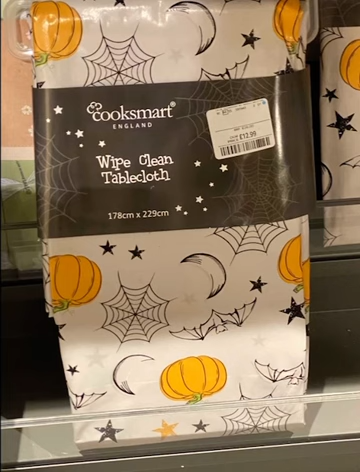 Cooksmart®
ENGLAND
Wipe Clean
Tablecloth
178cm x 229cm
£12.99